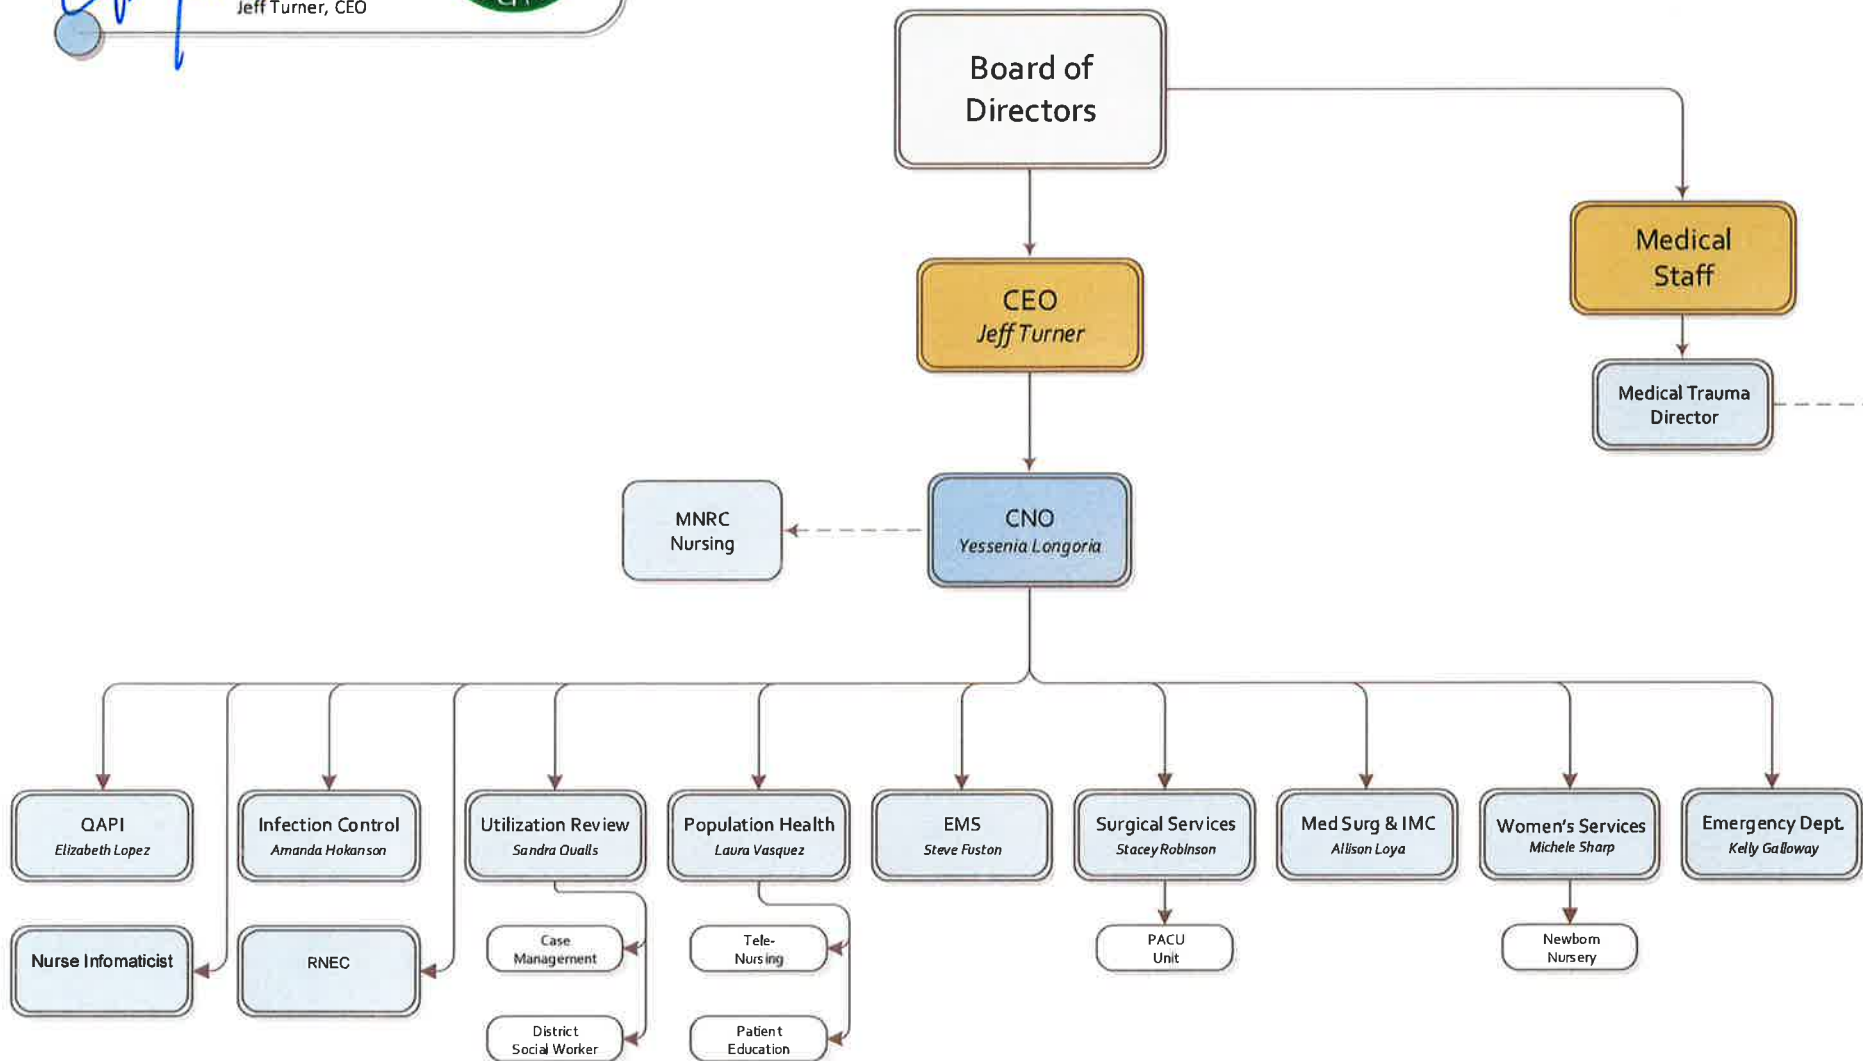 Jeff Turner, CEO
Board of
Directors
Medical
Staff
CEO
Jeff Turner
Medical Trauma
Director
MNRC
Nursing
CNO
Yessenia Longoria
QAPI
Elizabeth Lopez
Infection Control
Amanda Hokanson
Utilization Review
Sandra Qualls
Population Health
Laura Vasquez
EMS
Steve Fuston
Surgical Services
Stacey Robinson
Med Surg & IMC
Allison Loya
Women's Services
Michele Sharp
Emergency Dept.
Kelly Galloway
Nurse Infomaticist
RNEC
Case
Management
Tele-
Nursing
PACU
Unit
Newborn
Nursery
District
Social Worker
Patient
Education